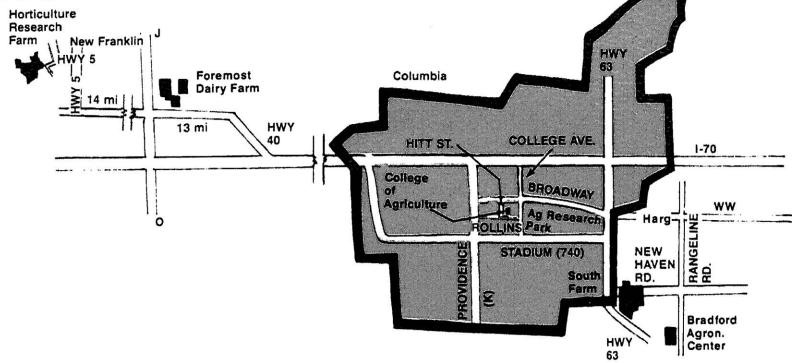 Horticulture
Research
Farm
New Franklin
J
HWY 5
HWY 5
14 mi
Foremost
Dairy Farm
13 mi
HWY
40
O
Columbia
HWY
63
HITT ST.
COLLEGE AVE.
I-70
College
of
Agriculture
BROADWAY
Ag Research
Park
ROLLINS
Harg
WW
STADIUM (740)
PROVIDENCE
(K)
South
Farm
NEW
HAVEN
RD.
RANGELINE
RD.
Bradford
Agron.
Center
HWY
63